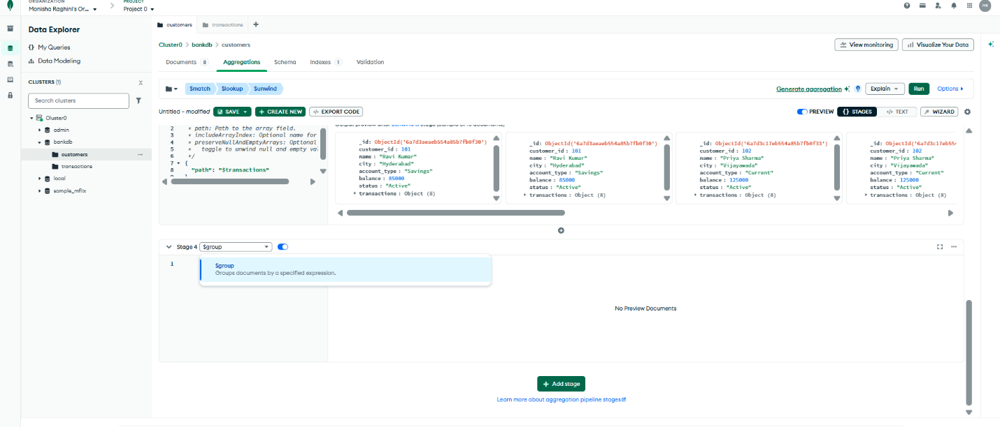 ORGANIZATION
Monisha Raghini's Or...
PROJECT
Project 0
MR
Data Explorer
My Queries
Data Modeling
CLUSTERS (1)
Search clusters
Cluster0
admin
bankdb
customers
transactions
local
sample_mflix
customers
transactions
Cluster0 > bankdb > customers
View monitoring
Visualize Your Data
Documents 8
Aggregations
Schema
Indexes 1
Validation
$match
$lookup
$unwind
Generate aggregation
Explain
Run
Options
Untitled – modified
SAVE
CREATE NEW
EXPORT CODE
PREVIEW
STAGES
TEXT
WIZARD
2 * path: Path to the array field.
3 * includeArrayIndex: Optional name for
4 * preserveNullAndEmptyArrays: Optional
5 * toggle to unwind null and empty va
6 */
7 {
8 "path": "$transactions"
_id: ObjectId('6a7d3aeaeb554a85b7fb0f30')
customer_id: 101
name: "Ravi Kumar"
city: "Hyderabad"
account_type: "Savings"
balance: 85000
status: "Active"
transactions: Object (8)
_id: ObjectId('6a7d3aeaeb554a85b7fb0f30')
customer_id: 101
name: "Ravi Kumar"
city: "Hyderabad"
account_type: "Savings"
balance: 85000
status: "Active"
transactions: Object (8)
_id: ObjectId('6a7d3c17eb554a85b7fb0f33')
customer_id: 102
name: "Priya Sharma"
city: "Vijayawada"
account_type: "Current"
balance: 125000
status: "Active"
transactions: Object (8)
_id: ObjectId('6a7d3c17eb554
customer_id: 102
name: "Priya Sharma"
city: "Vijayawada"
account_type: "Current"
balance: 125000
status: "Active"
transactions: Object (8)
Stage 4 $group
1
$group
Groups documents by a specified expression.
No Preview Documents
Add stage
Learn more about aggregation pipeline stages